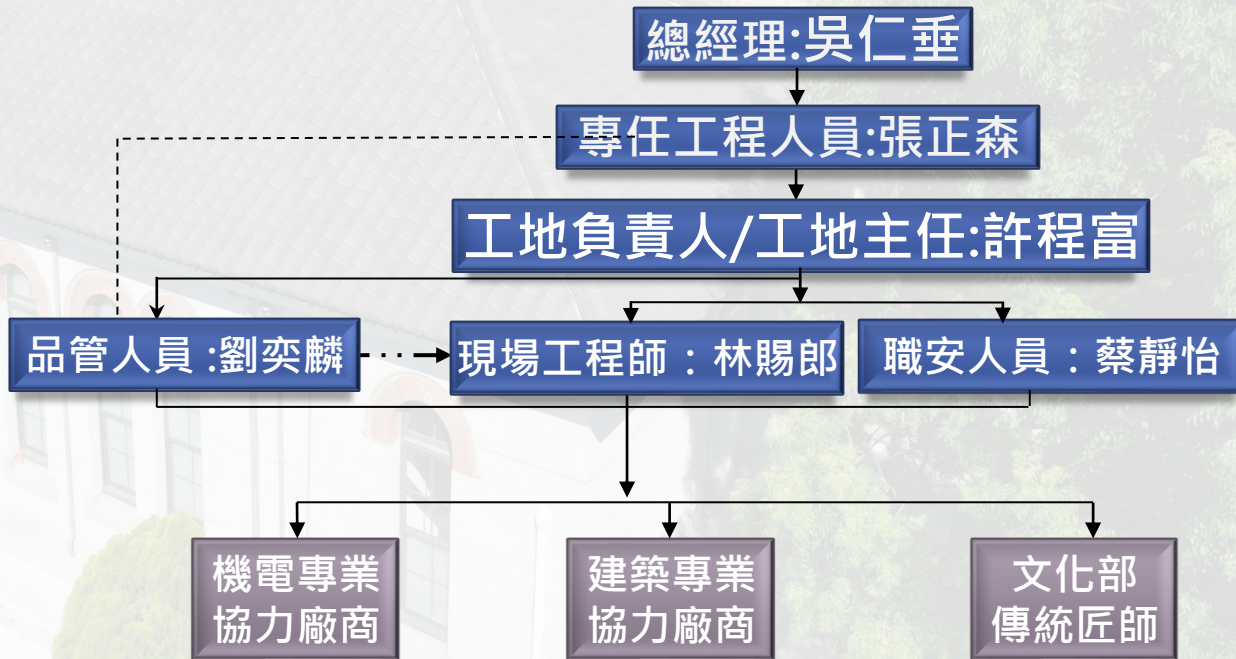 總經理:吳仁垂
專任工程人員:張正森
工地負責人/工地主任:許程富
品管人員 :劉奕麟
現場工程師：林賜郎
職安人員：蔡靜怡
機電專業
協力廠商
建築專業
協力廠商
文化部
傳統匠師